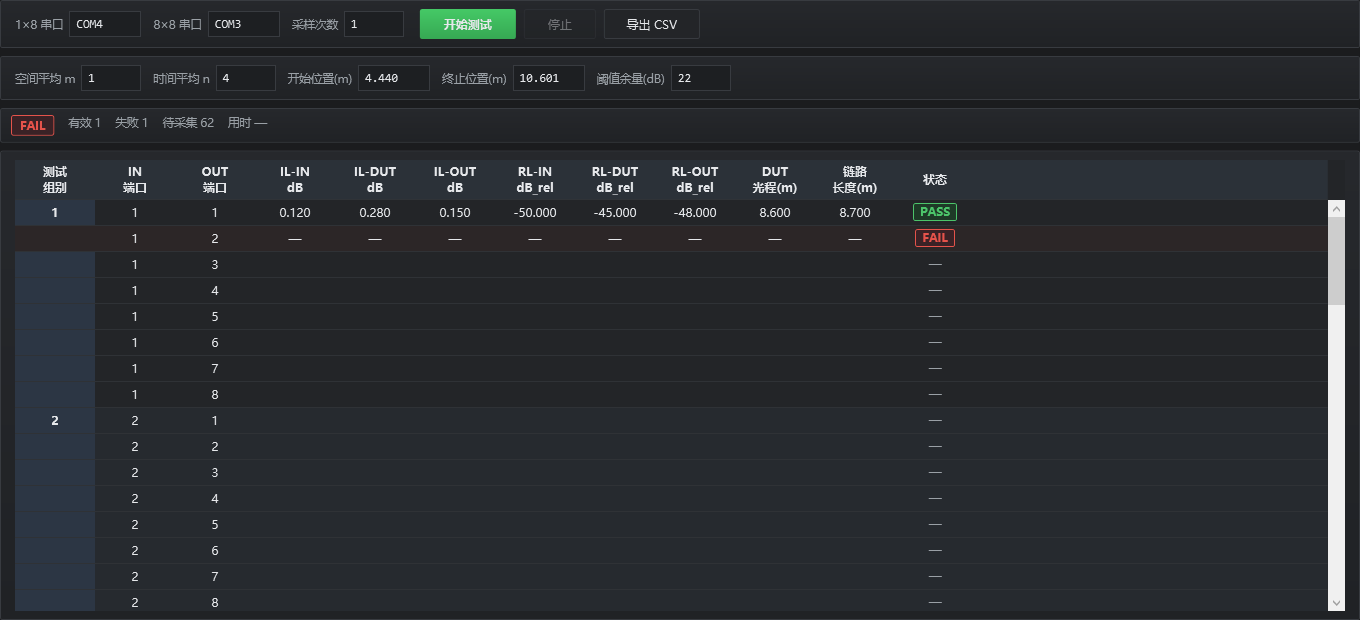 1×8 串口 COM4 8×8 串口 COM3 采样次数 1 开始测试 停止 导出 CSV
空间平均 m 1 时间平均 n 4 开始位置(m) 4.440 终止位置(m) 10.601 阈值余量(dB) 22
FAIL 有效 1 失败 1 待采集 62 用时 —
测试 IN OUT IL-IN IL-DUT IL-OUT RL-IN RL-DUT RL-OUT DUT 链路 状态
组别 端口 端口 dB dB dB dB_rel dB_rel dB_rel 光程(m) 长度(m)
1 1 1 0.120 0.280 0.150 -50.000 -45.000 -48.000 8.600 8.700 PASS
1 2 — — — — — — — — FAIL
1 3 —
1 4 —
1 5 —
1 6 —
1 7 —
1 8 —
2 2 1 —
2 2 —
2 3 —
2 4 —
2 5 —
2 6 —
2 7 —
2 8 —